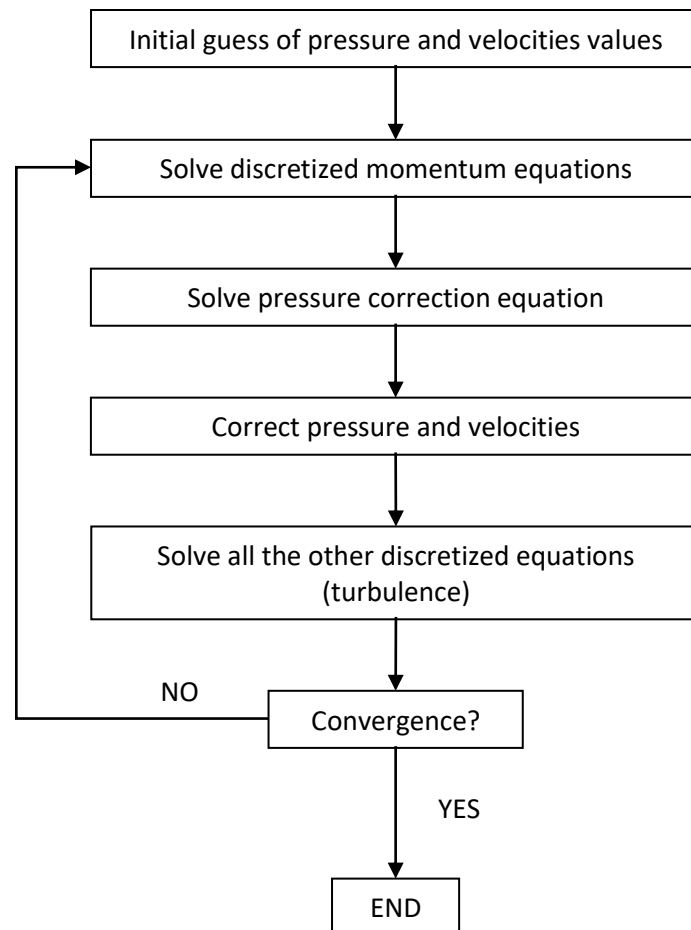 Initial guess of pressure and velocities values
Solve discretized momentum equations
Solve pressure correction equation
Correct pressure and velocities
Solve all the other discretized equations
(turbulence)
NO
Convergence?
YES
END